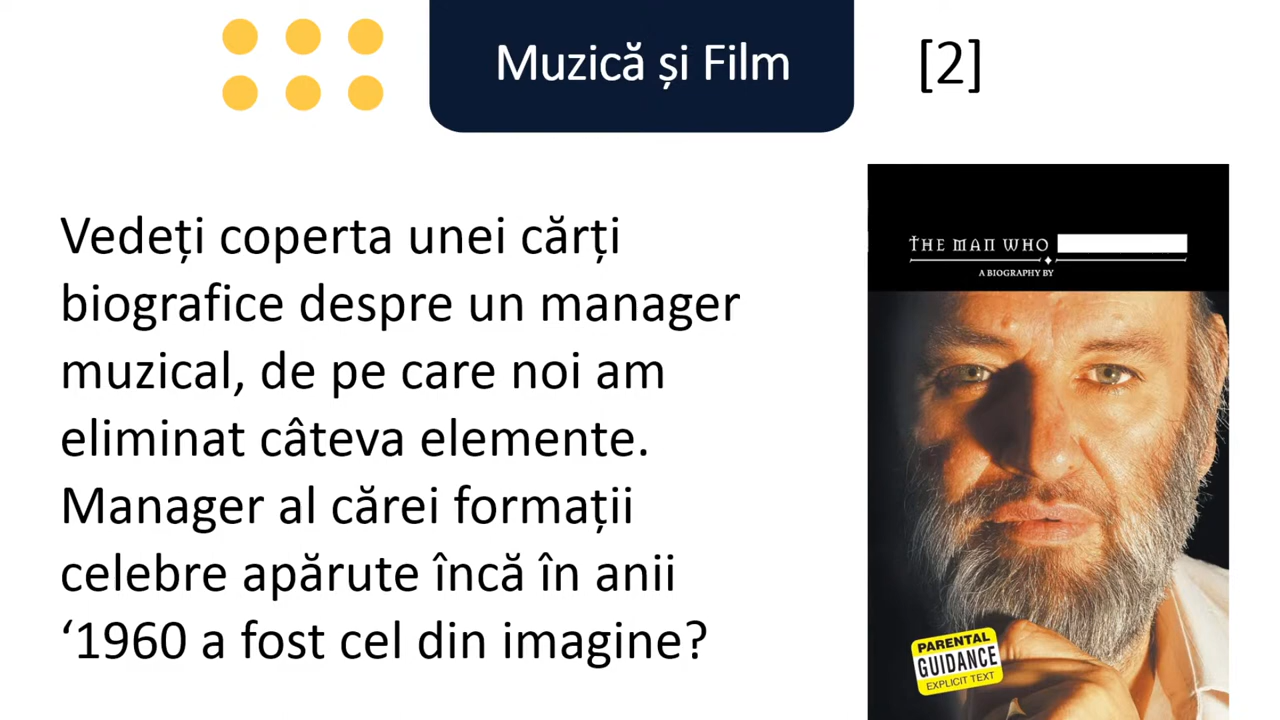 Muzică și Film
[2]
Vedeți coperta unei cărți
biografice despre un manager
muzical, de pe care noi am
eliminat câteva elemente.
Manager al cărei formații
celebre apărute încă în anii
‘1960 a fost cel din imagine?
THE MAN WHO
A BIOGRAPHY BY
PARENTAL
GUIDANCE
EXPLICIT TEXT